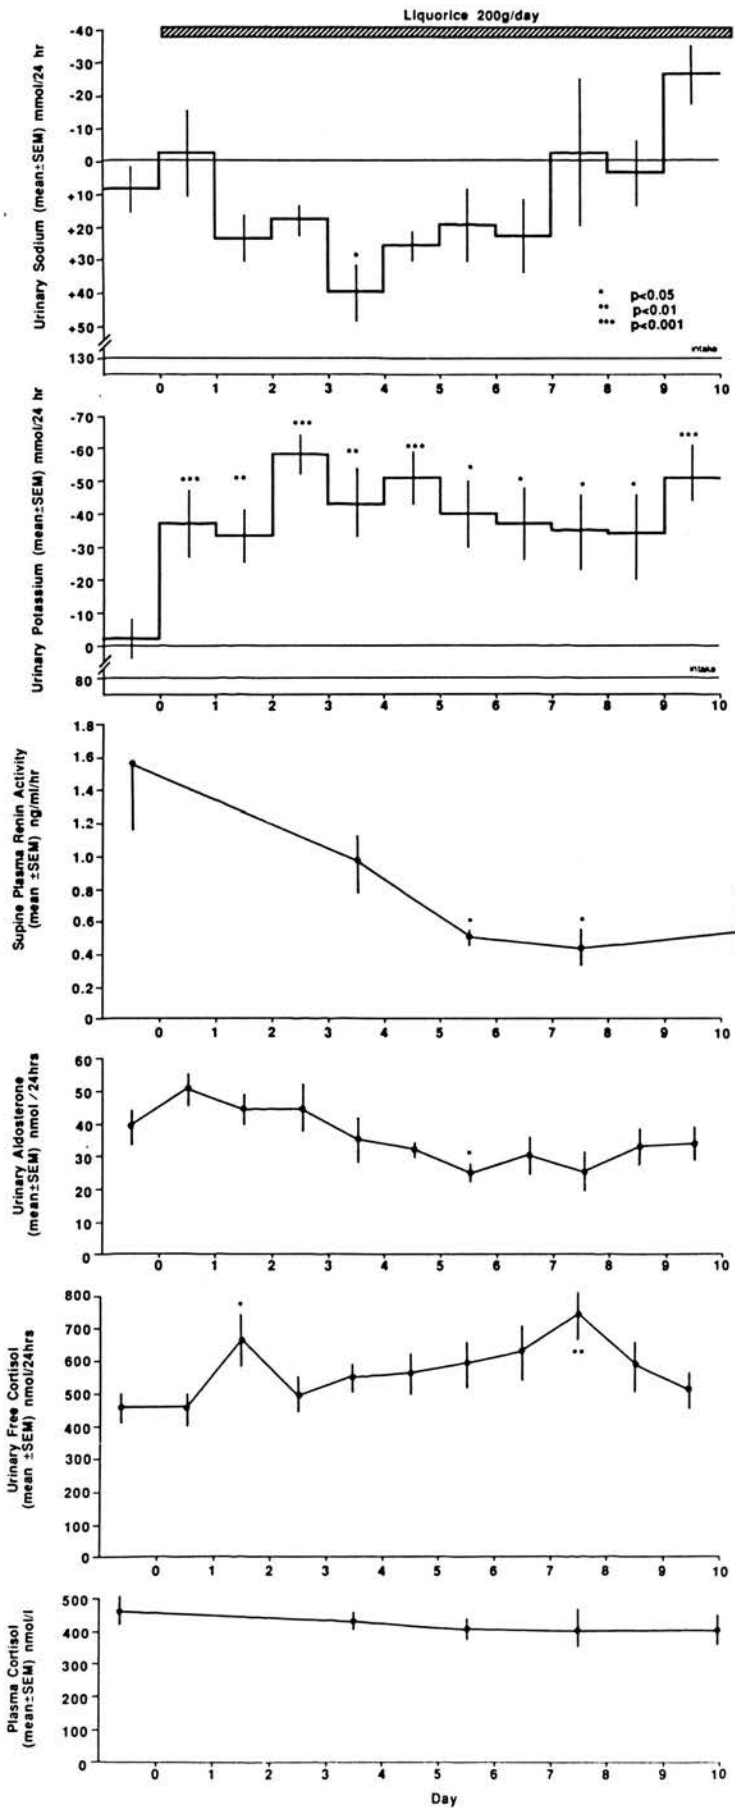 Liquorice 200g/day
Urinary Sodium (mean±SEM) mmol/24 hr
-40
-30
-20
-10
0
+10
+20
+30
+40
+50
130
• p<0.05
•• p<0.01
••• p<0.001
intake
0 1 2 3 4 5 6 7 8 9 10
Urinary Potassium (mean±SEM) mmol/24 hr
-70
-60
-50
-40
-30
-20
-10
0
80
intake
0 1 2 3 4 5 6 7 8 9 10
Supine Plasma Renin Activity
(mean ±SEM) ng/ml/hr
1.8
1.6
1.4
1.2
1.0
0.8
0.6
0.4
0.2
0
0 1 2 3 4 5 6 7 8 9 10
Urinary Aldosterone
(mean±SEM) nmol /24hrs
60
50
40
30
20
10
0
0 1 2 3 4 5 6 7 8 9 10
Urinary Free Cortisol
(mean ±SEM) nmol/24hrs
800
700
600
500
400
300
200
100
0
0 1 2 3 4 5 6 7 8 9 10
Plasma Cortisol
(mean±SEM) nmol/l
500
400
300
200
100
0
0 1 2 3 4 5 6 7 8 9 10
Day